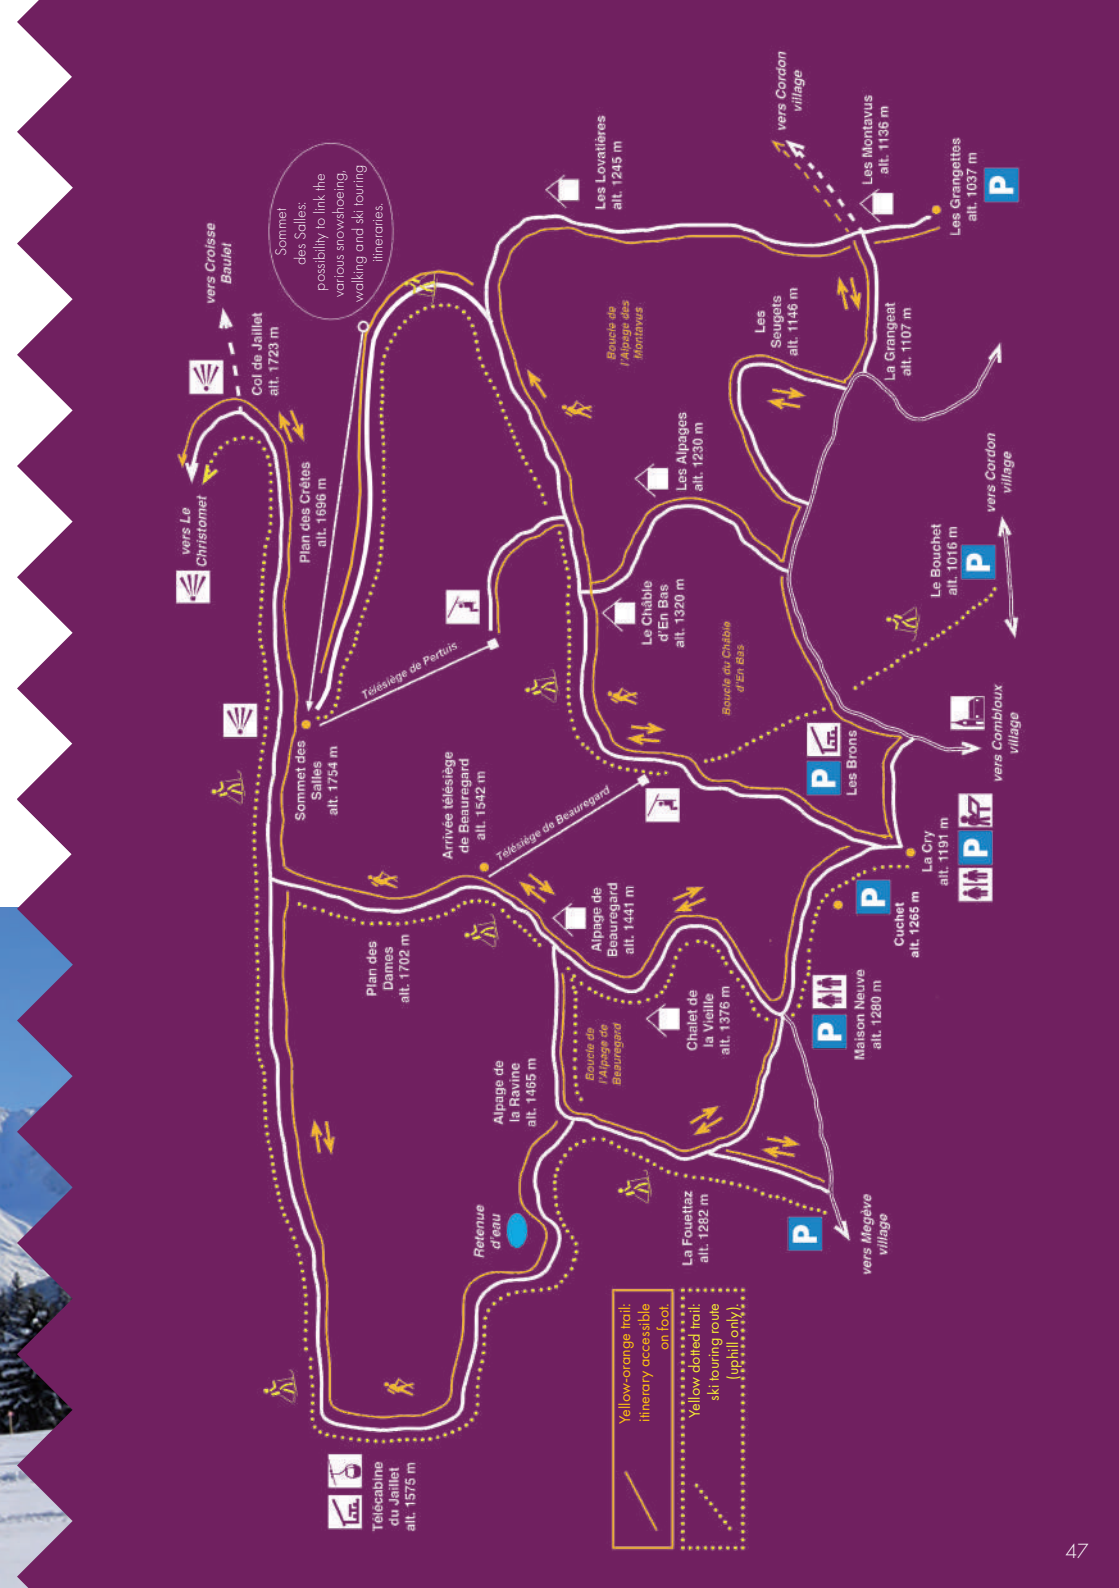 vers Le
Christomet
vers Croisse
Baulet
Col de Jaillet
alt. 1723 m
Plan des Crêtes
alt. 1696 m
Sommet
des Salles:
possibility to link the
various snowshoeing,
walking and ski touring
itineraries.
Sommet des
Salles
alt. 1754 m
Télésiège de Pertuis
Arrivée télésiège
de Beauregard
alt. 1542 m
Télésiège de Beauregard
Plan des
Dames
alt. 1702 m
Alpage de
Beauregard
alt. 1441 m
Alpage de
la Ravine
alt. 1465 m
Boucle de
l'Alpage de
Beauregard
Chalet de
la Vieille
alt. 1376 m
Retenue
d'eau
Télécabine
du Jaillet
alt. 1575 m
La Fouettaz
alt. 1282 m
P
vers Megève
village
P
Maison Neuve
alt. 1280 m
P
Cuchet
alt. 1265 m
La Cry
alt. 1191 m
P
P
Les Brons
vers Combloux
village
Boucle du Châble
d'En Bas
Le Châble
d'En Bas
alt. 1320 m
Les Alpages
alt. 1230 m
Le Bouchet
alt. 1016 m
P
vers Cordon
village
Boucle de
l'Alpage des
Montavus
Les Lovatières
alt. 1245 m
Les
Seugets
alt. 1146 m
La Grangeat
alt. 1107 m
vers Cordon
village
Les Montavus
alt. 1136 m
Les Grangettes
alt. 1037 m
P
Yellow-orange trail:
itinerary accessible
on foot.
Yellow dotted trail:
ski touring route
(uphill only).
47